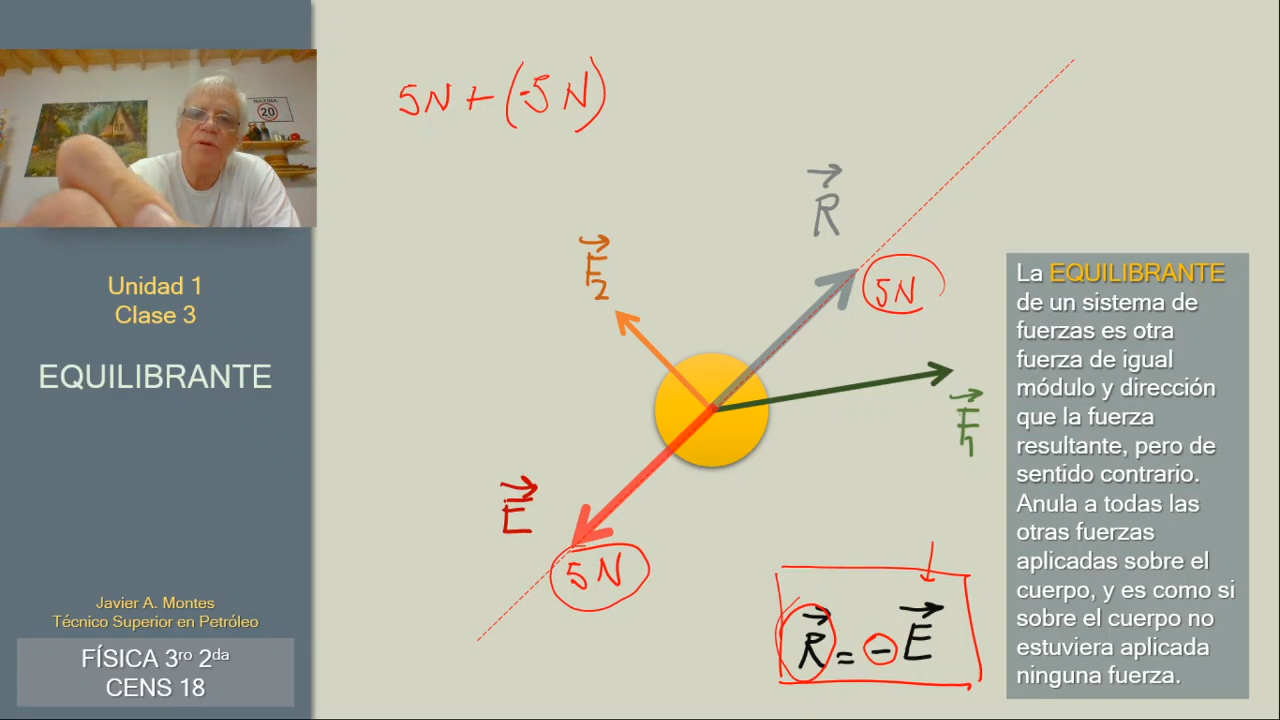 5N + (-5N)
20
Unidad 1
Clase 3
EQUILIBRANTE
Javier A. Montes
Técnico Superior en Petróleo
FÍSICA 3ro 2da
CENS 18
R
5N
F2
F1
E
5N
R = - E
La EQUILIBRANTE
de un sistema de
fuerzas es otra
fuerza de igual
módulo y dirección
que la fuerza
resultante, pero de
sentido contrario.
Anula a todas las
otras fuerzas
aplicadas sobre el
cuerpo, y es como si
sobre el cuerpo no
estuviera aplicada
ninguna fuerza.